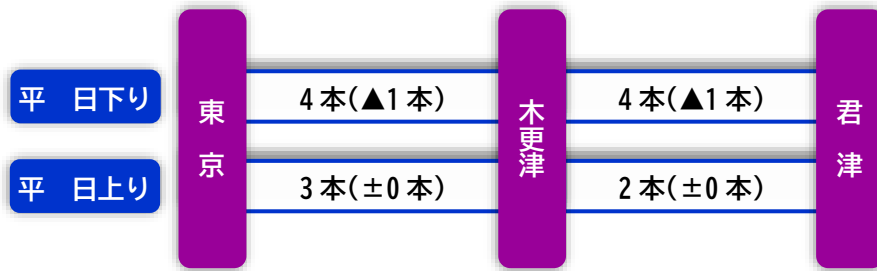 東京
木更津
君津
平　日下り
4本(▲1本)
4本(▲1本)
平　日上り
3本(±0本)
2本(±0本)